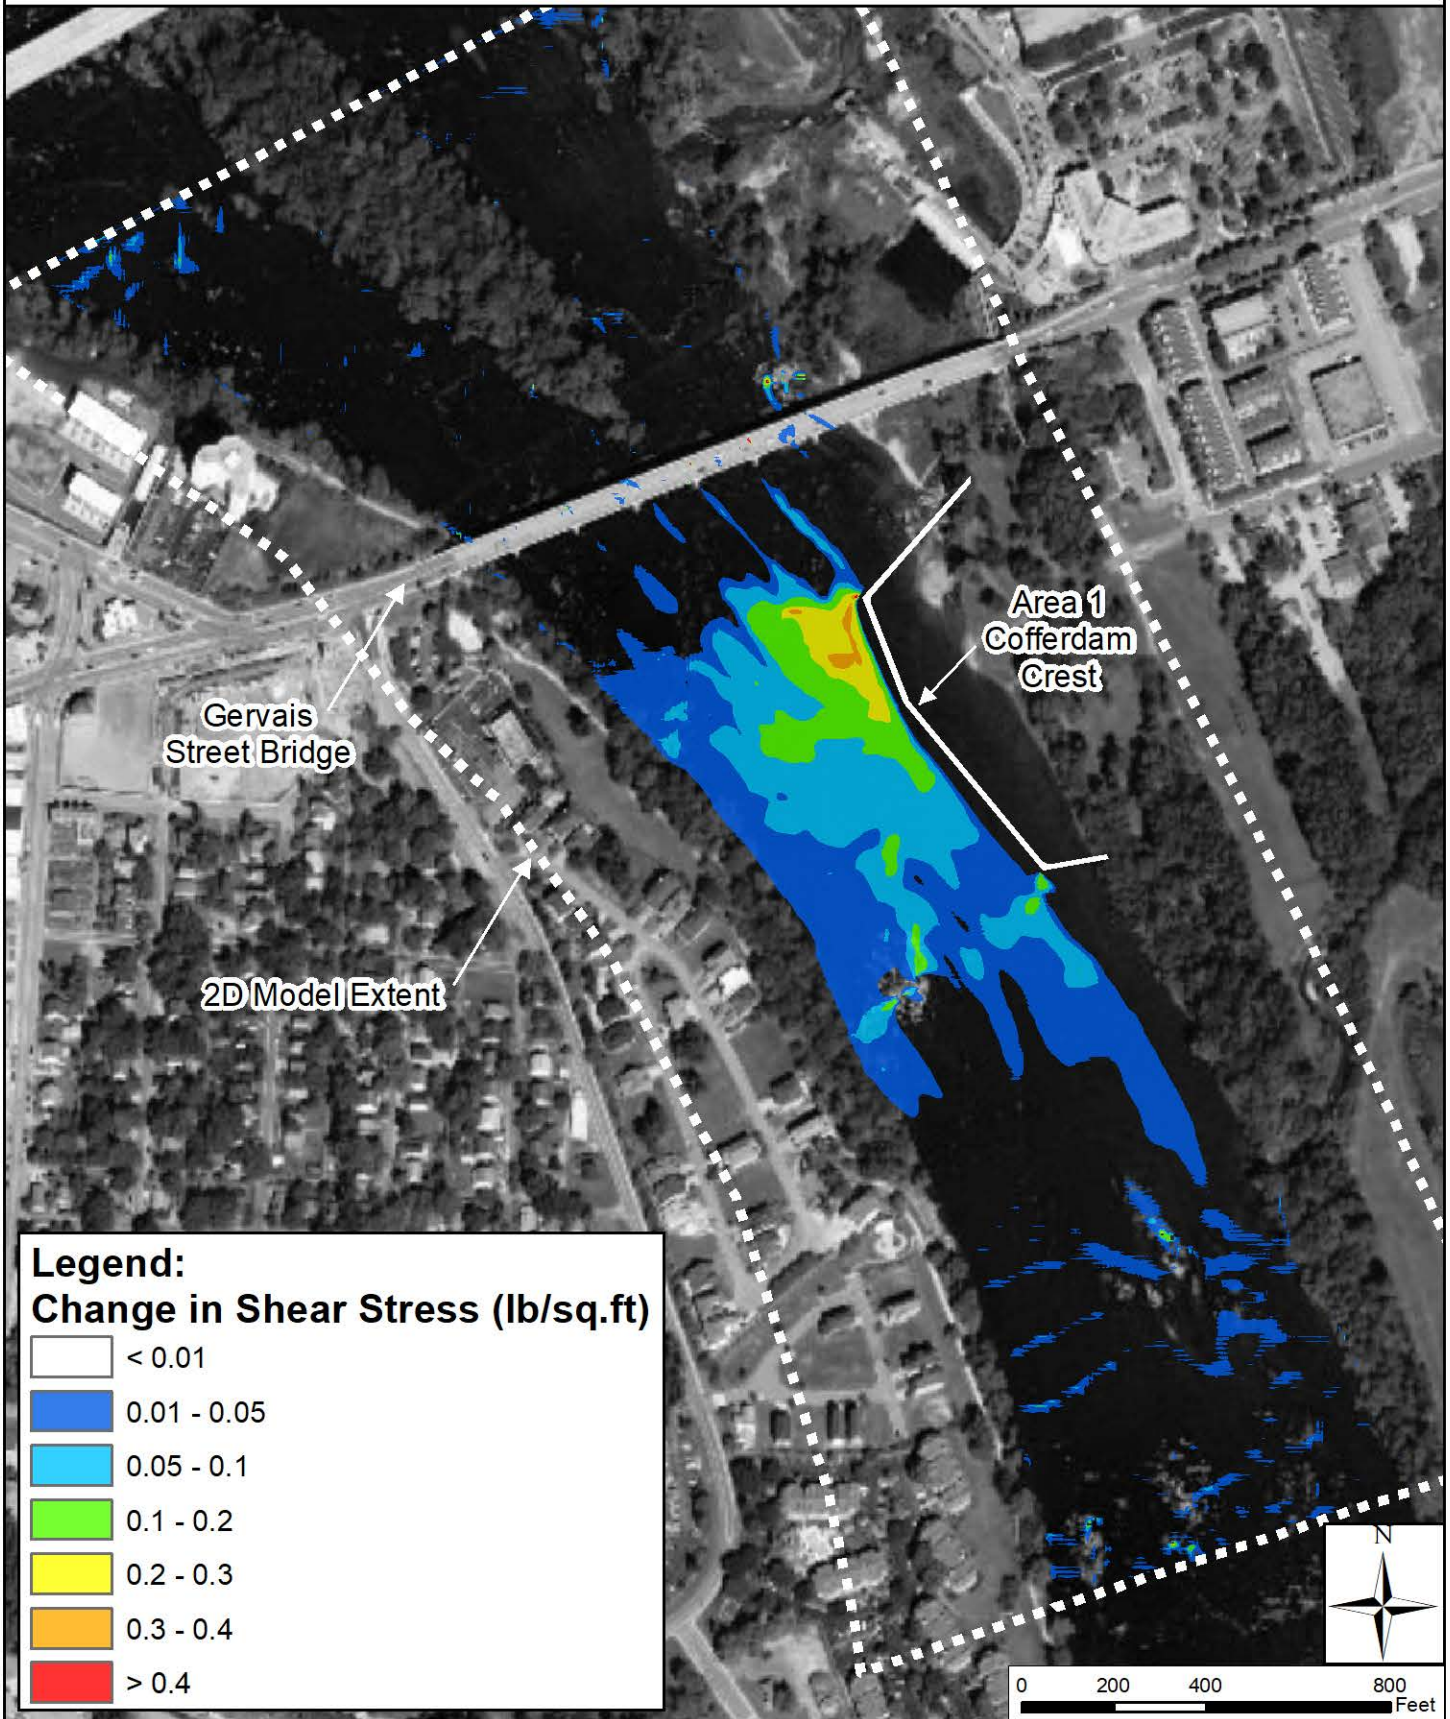 Area 1
Cofferdam
Crest
Gervais
Street Bridge
2D Model Extent
Legend:
Change in Shear Stress (lb/sq.ft)
< 0.01
0.01 - 0.05
0.05 - 0.1
0.1 - 0.2
0.2 - 0.3
0.3 - 0.4
> 0.4
N
0 200 400 800
Feet